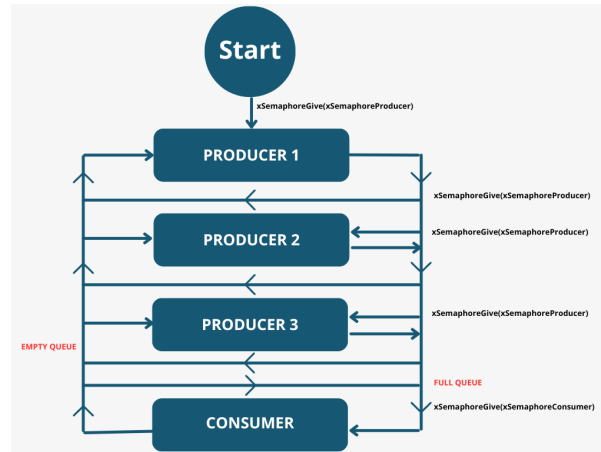 Start
xSemaphoreGive(xSemaphoreProducer)
PRODUCER 1
xSemaphoreGive(xSemaphoreProducer)
xSemaphoreGive(xSemaphoreProducer)
PRODUCER 2
xSemaphoreGive(xSemaphoreProducer)
PRODUCER 3
EMPTY QUEUE
FULL QUEUE
xSemaphoreGive(xSemaphoreConsumer)
CONSUMER